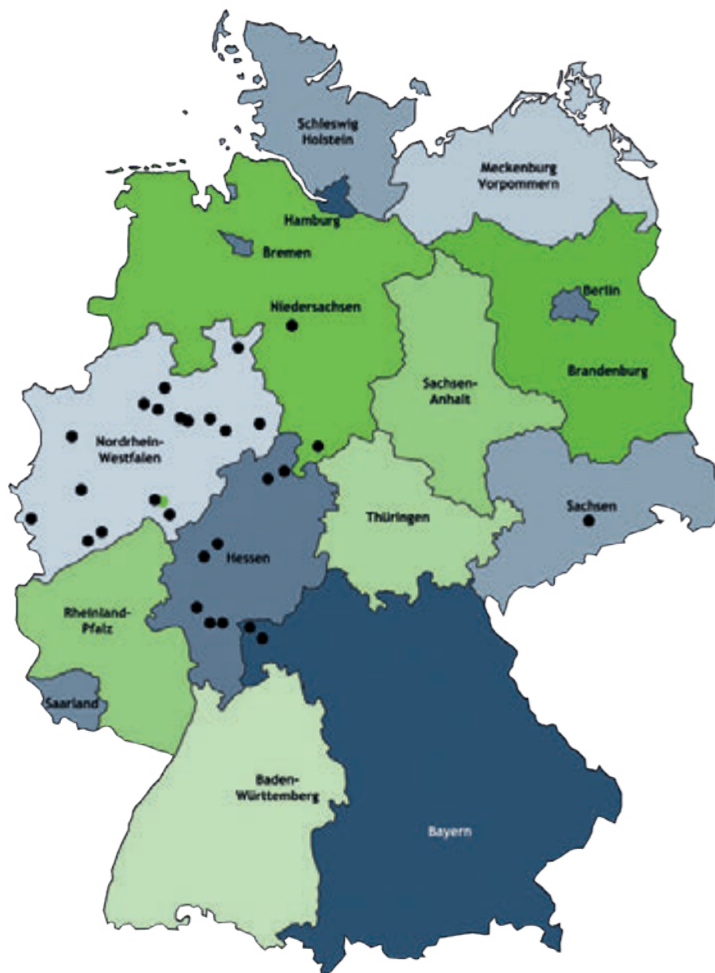 Schleswig
Holstein
Meckenburg
Vorpommern
Hamburg
Bremen
Niedersachsen
Berlin
Brandenburg
Sachsen-
Anhalt
Nordrhein-
Westfalen
Sachsen
Thüringen
Hessen
Rheinland-
Pfalz
Saarland
Baden-
Württemberg
Bayern